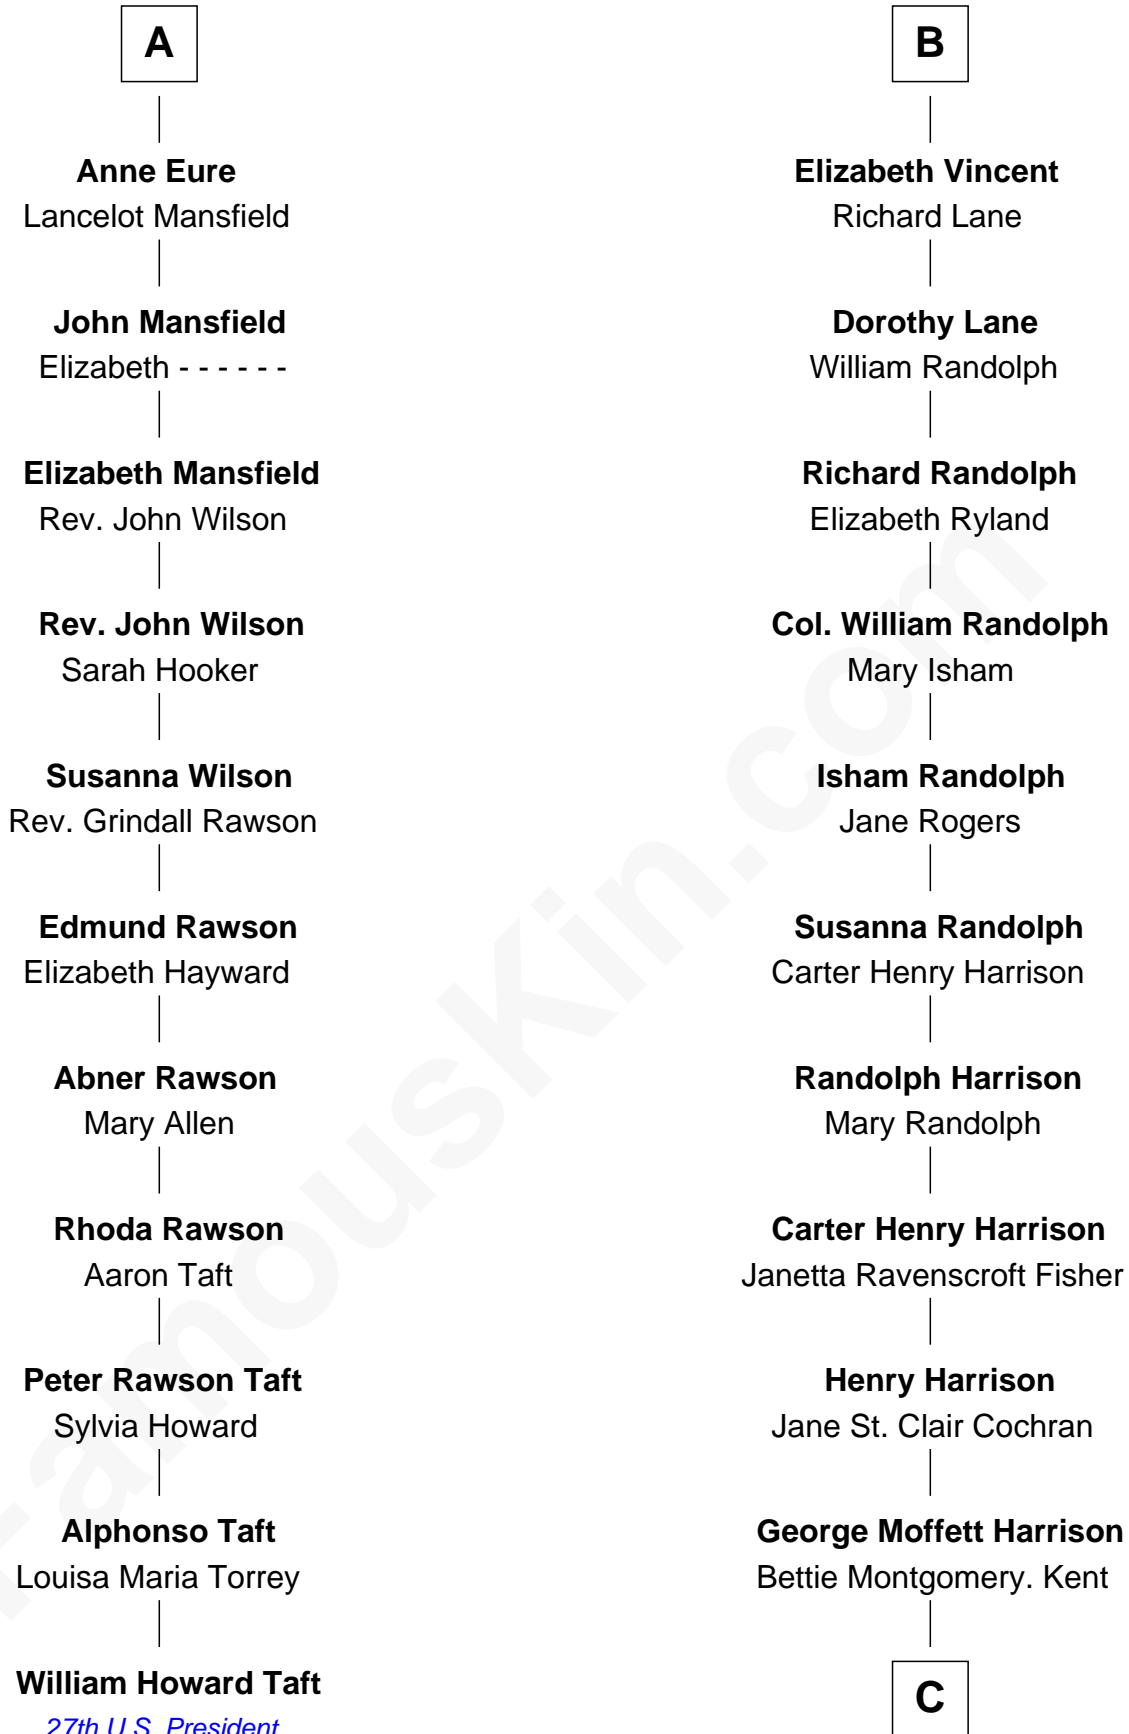 A
Anne Eure
Lancelot Mansfield
John Mansfield
Elizabeth - - - - - -
Elizabeth Mansfield
Rev. John Wilson
Rev. John Wilson
Sarah Hooker
Susanna Wilson
Rev. Grindall Rawson
Edmund Rawson
Elizabeth Hayward
Abner Rawson
Mary Allen
Rhoda Rawson
Aaron Taft
Peter Rawson Taft
Sylvia Howard
Alphonso Taft
Louisa Maria Torrey
William Howard Taft
27th U.S. President
B
Elizabeth Vincent
Richard Lane
Dorothy Lane
William Randolph
Richard Randolph
Elizabeth Ryland
Col. William Randolph
Mary Isham
Isham Randolph
Jane Rogers
Susanna Randolph
Carter Henry Harrison
Randolph Harrison
Mary Randolph
Carter Henry Harrison
Janetta Ravenscroft Fisher
Henry Harrison
Jane St. Clair Cochran
George Moffett Harrison
Bettie Montgomery. Kent
C
FamousKin.com